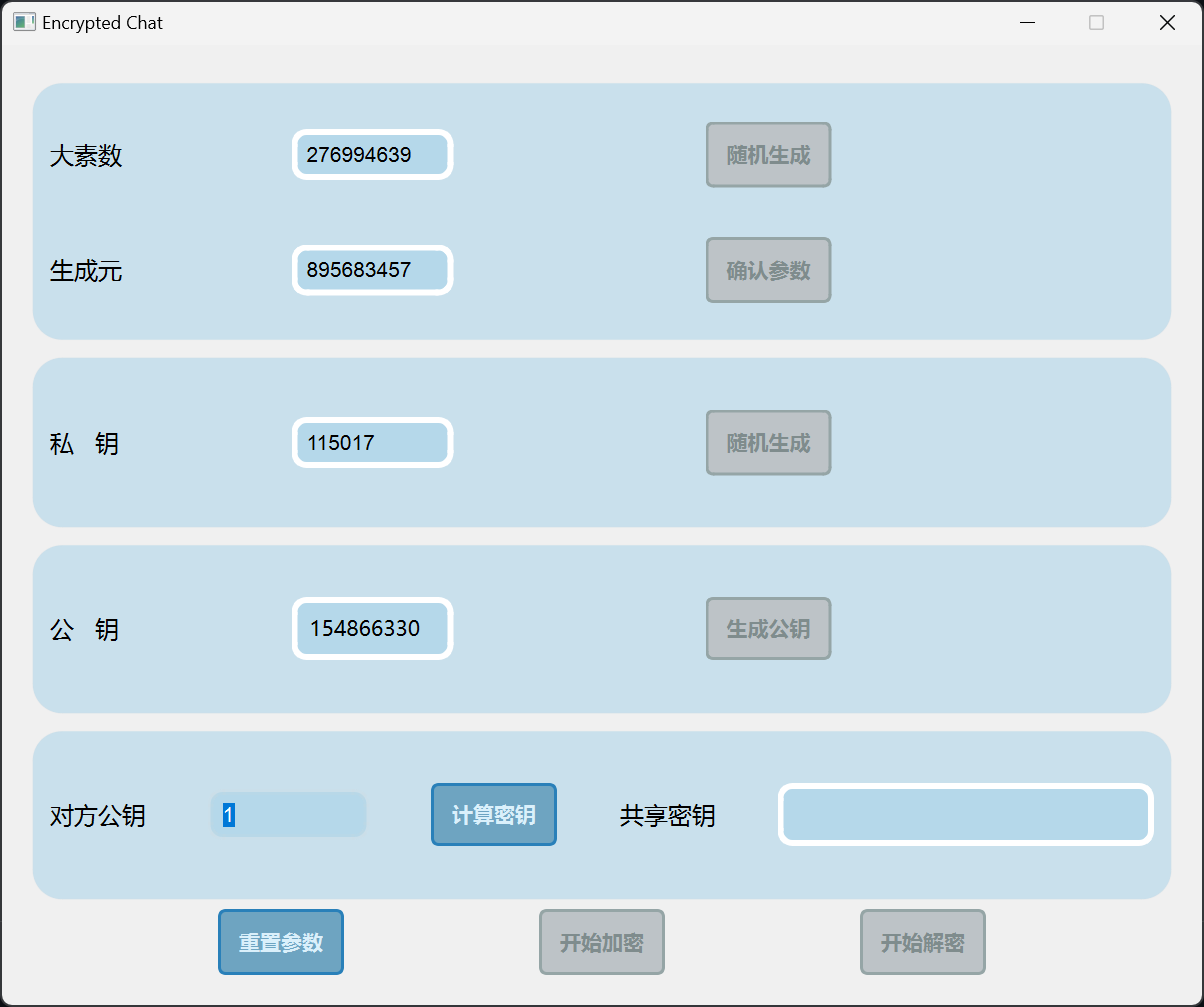 Encrypted Chat
大素数 276994639 随机生成
生成元 895683457 确认参数
私 钥 115017 随机生成
公 钥 154866330 生成公钥
对方公钥 1 计算密钥 共享密钥
重置参数 开始加密 开始解密